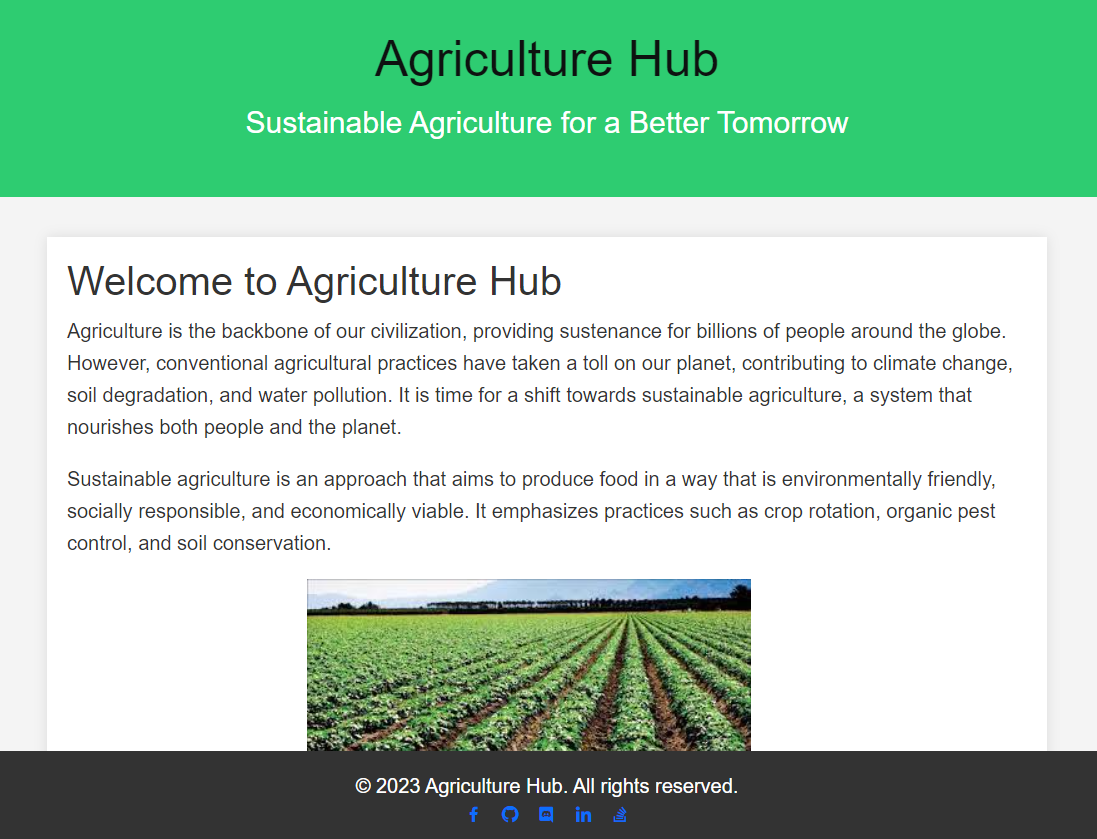 Agriculture Hub
Sustainable Agriculture for a Better Tomorrow
Welcome to Agriculture Hub
Agriculture is the backbone of our civilization, providing sustenance for billions of people around the globe.
However, conventional agricultural practices have taken a toll on our planet, contributing to climate change,
soil degradation, and water pollution. It is time for a shift towards sustainable agriculture, a system that
nourishes both people and the planet.
Sustainable agriculture is an approach that aims to produce food in a way that is environmentally friendly,
socially responsible, and economically viable. It emphasizes practices such as crop rotation, organic pest
control, and soil conservation.
© 2023 Agriculture Hub. All rights reserved.